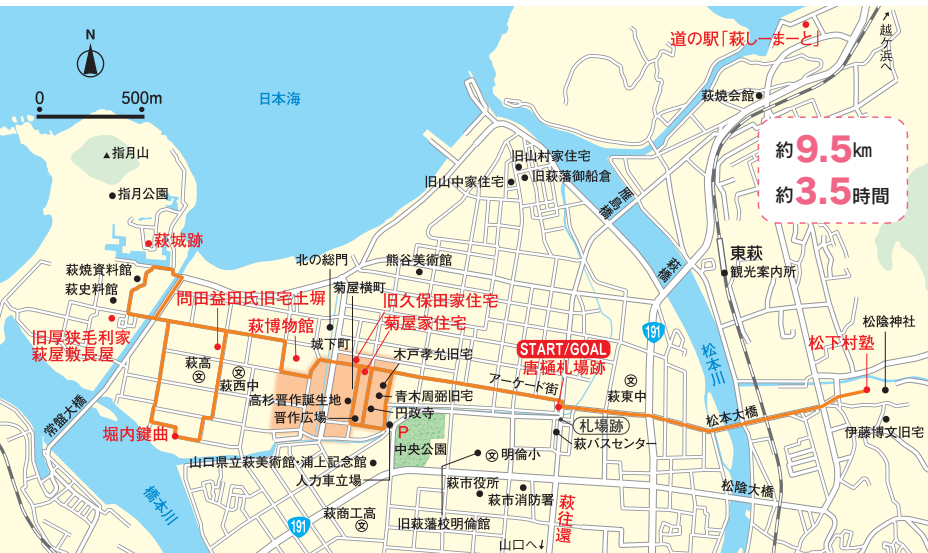 道の駅「萩しーまーと」
越ケ浜へ
N
0 500m
日本海
萩焼会館
約9.5km
約3.5時間
▲指月山
指月公園
旧山村家住宅
旧山中家住宅
旧萩藩御船倉
雁島橋
萩橋
萩城跡
東萩
観光案内所
北の総門
熊谷美術館
萩焼資料館
萩史料館
菊屋横町
問田益田氏旧宅土塀
旧久保田家住宅
萩博物館
菊屋家住宅
旧厚狭毛利家
萩屋敷長屋
城下町
191
松陰神社
START/GOAL
唐樋札場跡
松下村塾
木戸孝允旧宅
萩高
文
萩西中
文
アーケード街
文
萩東中
松本川
青木周弼旧宅
高杉晋作誕生地
円政寺
晋作広場
常盤大橋
松本大橋
札場跡
伊藤博文旧宅
堀内鍵曲
P
中央公園
萩バスセンター
山口県立萩美術館・浦上記念館
文 明倫小
人力車立場
橋本川
萩市役所
萩市消防署
松陰大橋
萩往還
萩商工高
文
191
旧萩藩校明倫館
山口へ↓